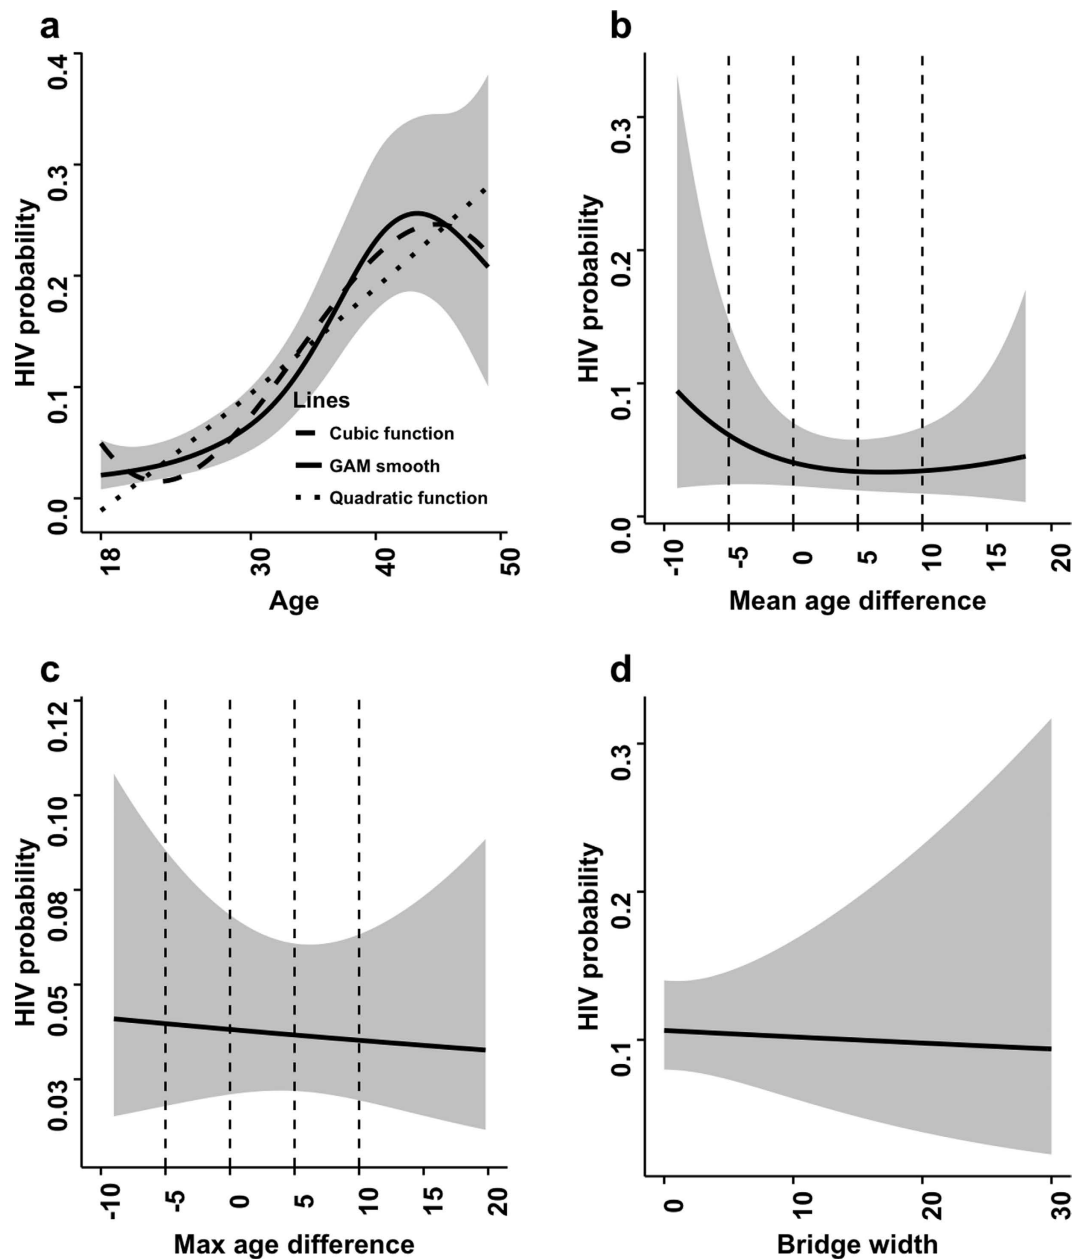 a
HIV probability
0.4
0.3
0.2
0.1
0.0
Lines
Cubic function
GAM smooth
Quadratic function
18 30 40 50
Age
b
HIV probability
0.3
0.2
0.1
0.0
-10 -5 0 5 10 15 20
Mean age difference
c
HIV probability
0.12
0.10
0.08
0.05
0.03
-10 -5 0 5 10 15 20
Max age difference
d
HIV probability
0.3
0.2
0.1
0 10 20 30
Bridge width